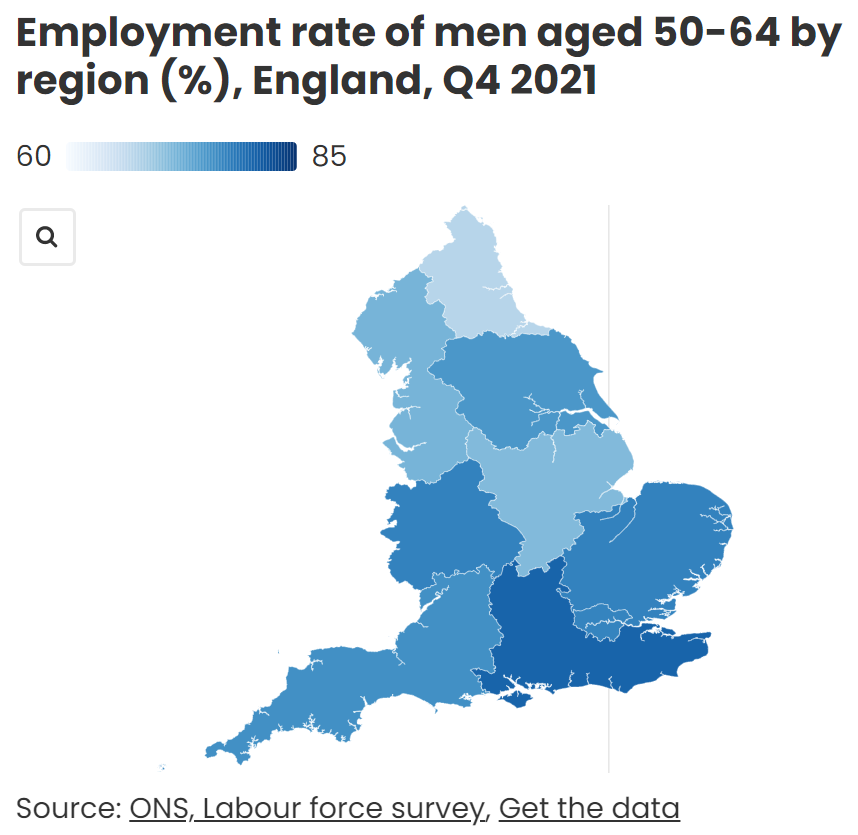 Employment rate of men aged 50-64 by
region (%), England, Q4 2021
60 85
Source: ONS, Labour force survey, Get the data